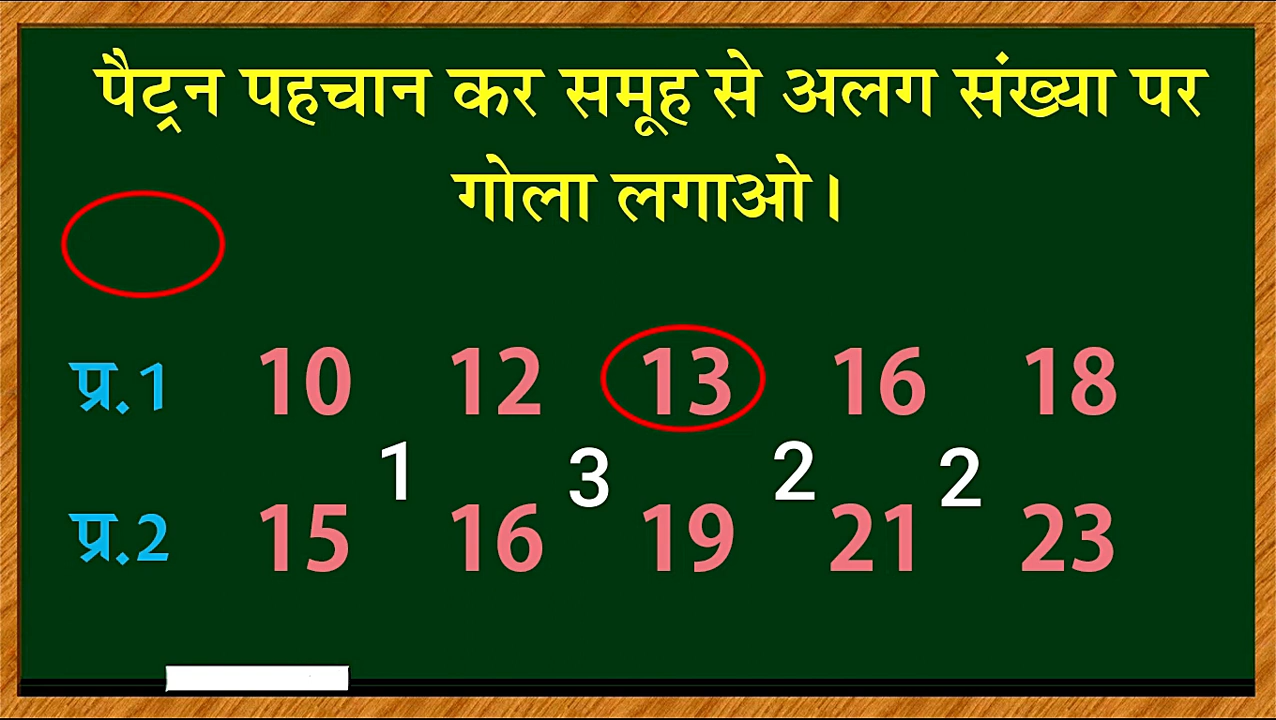 पैट्रन पहचान कर समूह से अलग संख्या पर
गोला लगाओ।
प्र.1 10 12 13 16 18
1 3 2 2
प्र.2 15 16 19 21 23